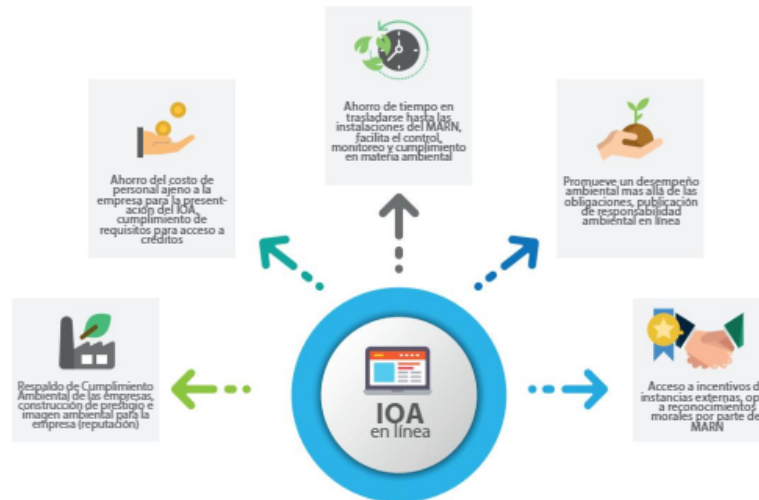 Ahorro de tiempo en
trasladarse hasta las
instalaciones del MARN,
facilita el control,
monitoreo y cumplimiento
en materia ambiental
Ahorro del costo de
personal ajeno a la
empresa para la present-
ación del IOA,
cumplimiento de
requisitos para acceso a
créditos
Promueve un desempeño
ambiental mas allá de las
obligaciones, publicación
de responsabilidad
ambiental en línea
Respaldo de Cumplimiento
Ambiental de las empresas,
construcción de prestigio e
imagen ambiental para la
empresa (reputación)
IOA
en línea
Acceso a incentivos d
instancias externas, op
a reconocimientos
morales por parte de
MARN